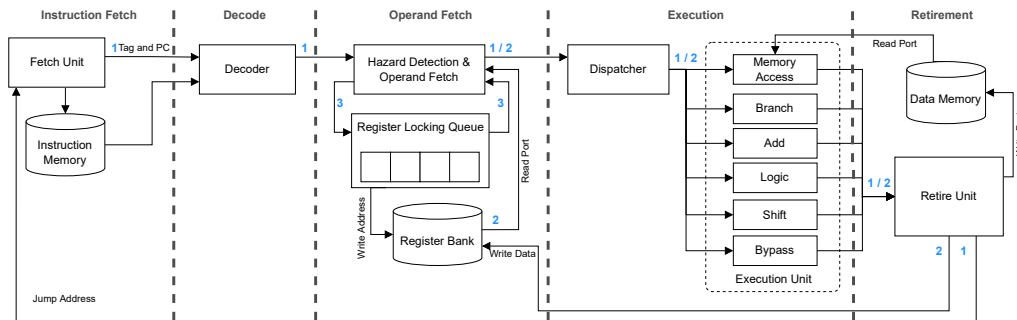 Instruction Fetch
Decode
Operand Fetch
Execution
Retirement
Fetch Unit
1
Tag and PC
Instruction
Memory
Decoder
1
Hazard Detection &
Operand Fetch
1 / 2
3
3
Register Locking Queue
Write Address
Read Port
2
Register Bank
Write Data
Dispatcher
1 / 2
Memory
Access
Branch
Add
Logic
Shift
Bypass
Execution Unit
1 / 2
Read Port
Data Memory
Retire Unit
2
1
Jump Address